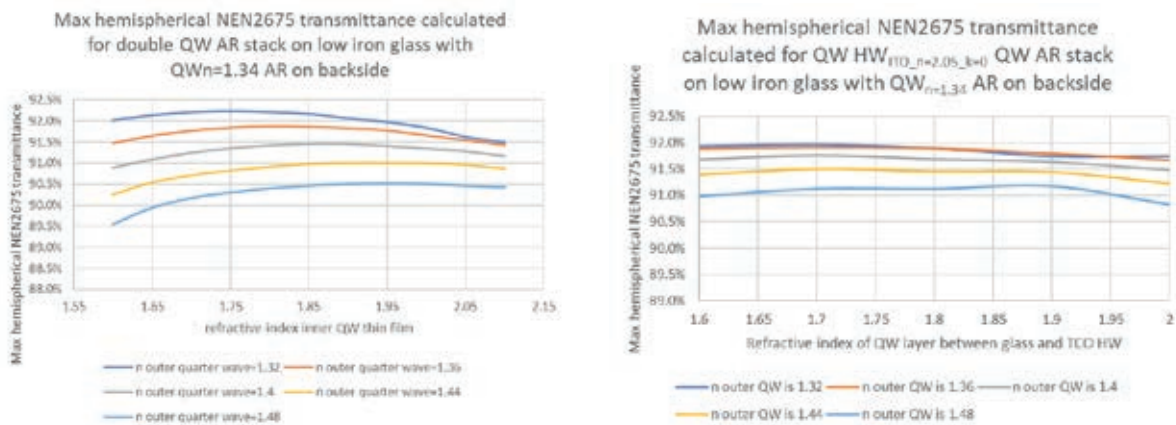 Max hemispherical NEN2675 transmittance calculated
for double QW AR stack on low iron glass with
QWn=1.34 AR on backside
Max hemispherical NEN2675 transmittance
92.5%
92.0%
91.5%
91.0%
90.5%
90.0%
89.5%
89.0%
88.5%
88.0%
1.55
1.65
1.75
1.85
1.95
2.05
2.15
refractive index inner QW thin film
n outer quarter wave=1.32
n outer quarter wave=1.36
n outer quarter wave=1.4
n outer quarter wave=1.44
n outer quarter wave=1.48
Max hemispherical NEN2675 transmittance
calculated for QW HW ITO_n=2.05_k=0 QW AR stack
on low iron glass with QW n=1.34 AR on backside
Max hemispherical NEN2675 transmittance
92.5%
92.0%
91.5%
91.0%
90.5%
90.0%
89.5%
89.0%
1.6
1.65
1.7
1.75
1.8
1.85
1.9
1.95
2
Refractive index of QW layer between glass and TCO HW
n outer QW is 1.32
n outer QW is 1.36
n outer QW is 1.4
n outer QW is 1.44
n outer QW is 1.48